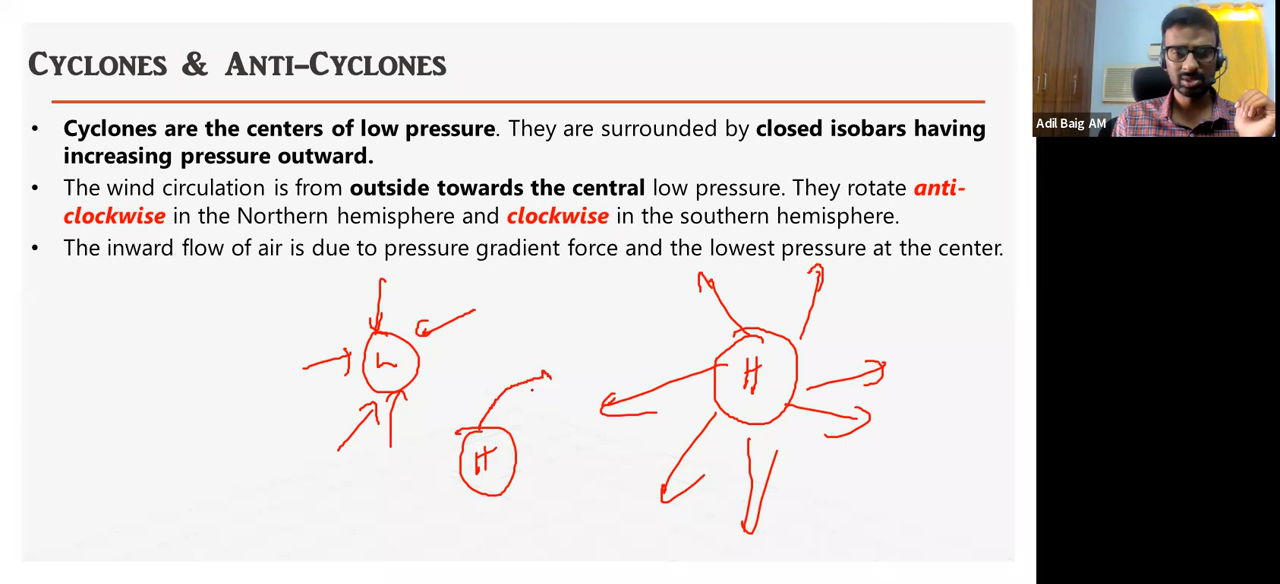 CYCLONES & ANTI-CYCLONES
• Cyclones are the centers of low pressure. They are surrounded by closed isobars having
increasing pressure outward.
• The wind circulation is from outside towards the central low pressure. They rotate anti-
clockwise in the Northern hemisphere and clockwise in the southern hemisphere.
• The inward flow of air is due to pressure gradient force and the lowest pressure at the center.
L
H
H
Adil Baig AM